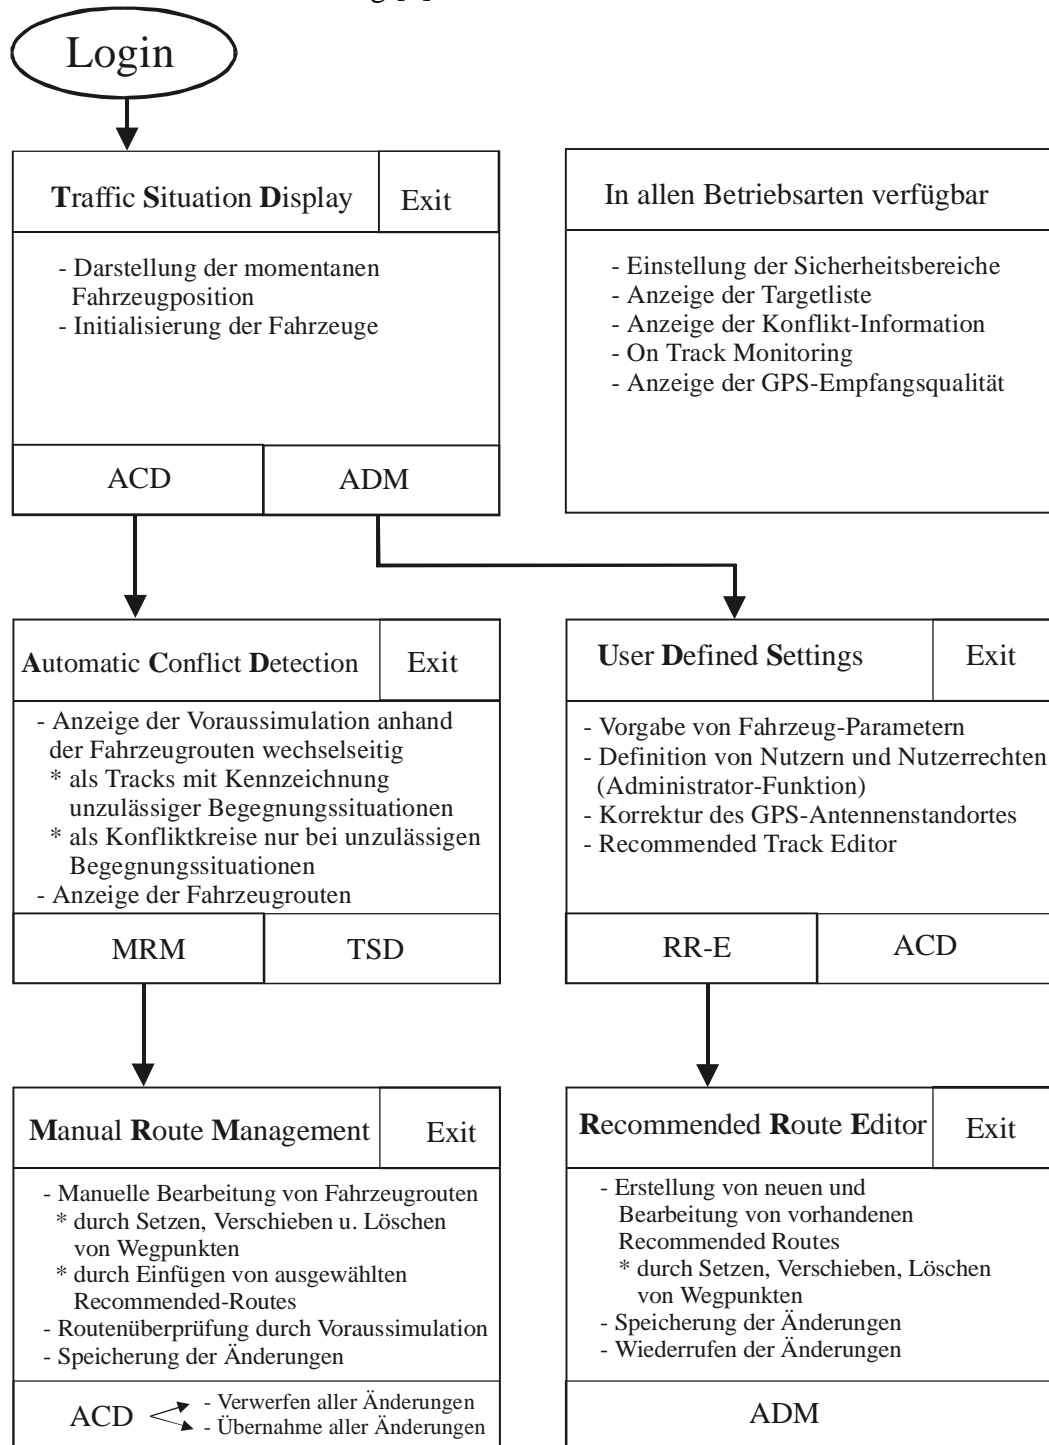 Login
Traffic Situation Display
Exit
- Darstellung der momentanen
Fahrzeugposition
- Initialisierung der Fahrzeuge
ACD
ADM
In allen Betriebsarten verfügbar
- Einstellung der Sicherheitsbereiche
- Anzeige der Targetliste
- Anzeige der Konflikt-Information
- On Track Monitoring
- Anzeige der GPS-Empfangsqualität
Automatic Conflict Detection
Exit
- Anzeige der Voraussimulation anhand
der Fahrzeugrouten wechselseitig
* als Tracks mit Kennzeichnung
unzulässiger Begegnungssituationen
* als Konfliktkreise nur bei unzulässigen
Begegnungssituationen
- Anzeige der Fahrzeugrouten
MRM
TSD
User Defined Settings
Exit
- Vorgabe von Fahrzeug-Parametern
- Definition von Nutzern und Nutzerrechten
(Administrator-Funktion)
- Korrektur des GPS-Antennenstandortes
- Recommended Track Editor
RR-E
ACD
Manual Route Management
Exit
- Manuelle Bearbeitung von Fahrzeugrouten
* durch Setzen, Verschieben u. Löschen
von Wegpunkten
* durch Einfügen von ausgewählten
Recommended-Routes
- Routenüberprüfung durch Voraussimulation
- Speicherung der Änderungen
ACD
- Verwerfen aller Änderungen
- Übernahme aller Änderungen
Recommended Route Editor
Exit
- Erstellung von neuen und
Bearbeitung von vorhandenen
Recommended Routes
* durch Setzen, Verschieben, Löschen
von Wegpunkten
- Speicherung der Änderungen
- Wiederrufen der Änderungen
ADM